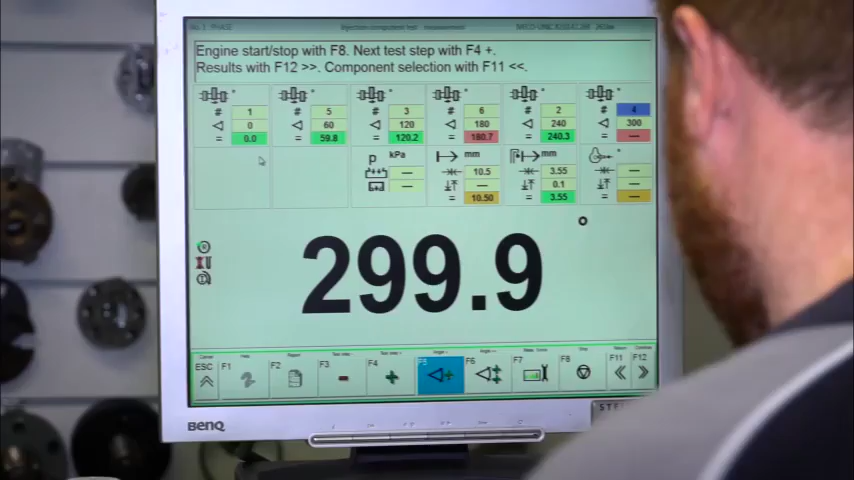 Engine start/stop with F8. Next test step with F4 +.
Results with F12 >>. Component selection with F11 <<.
# 1 # 5 # 3 # 6 # 2 # 4
0 60 120 180 240 300
= 0.0 = 59.8 = 120.2 = 180.7 = 240.3 = ---
p kPa mm mm °
--- 10.5 3.55 ---
--- --- 0.1 ---
= 10.50 = 3.55 = ---
299.9 °
ESC F1 F2 F3 F4 F5 F6 F7 F8 F11 F12
BenQ